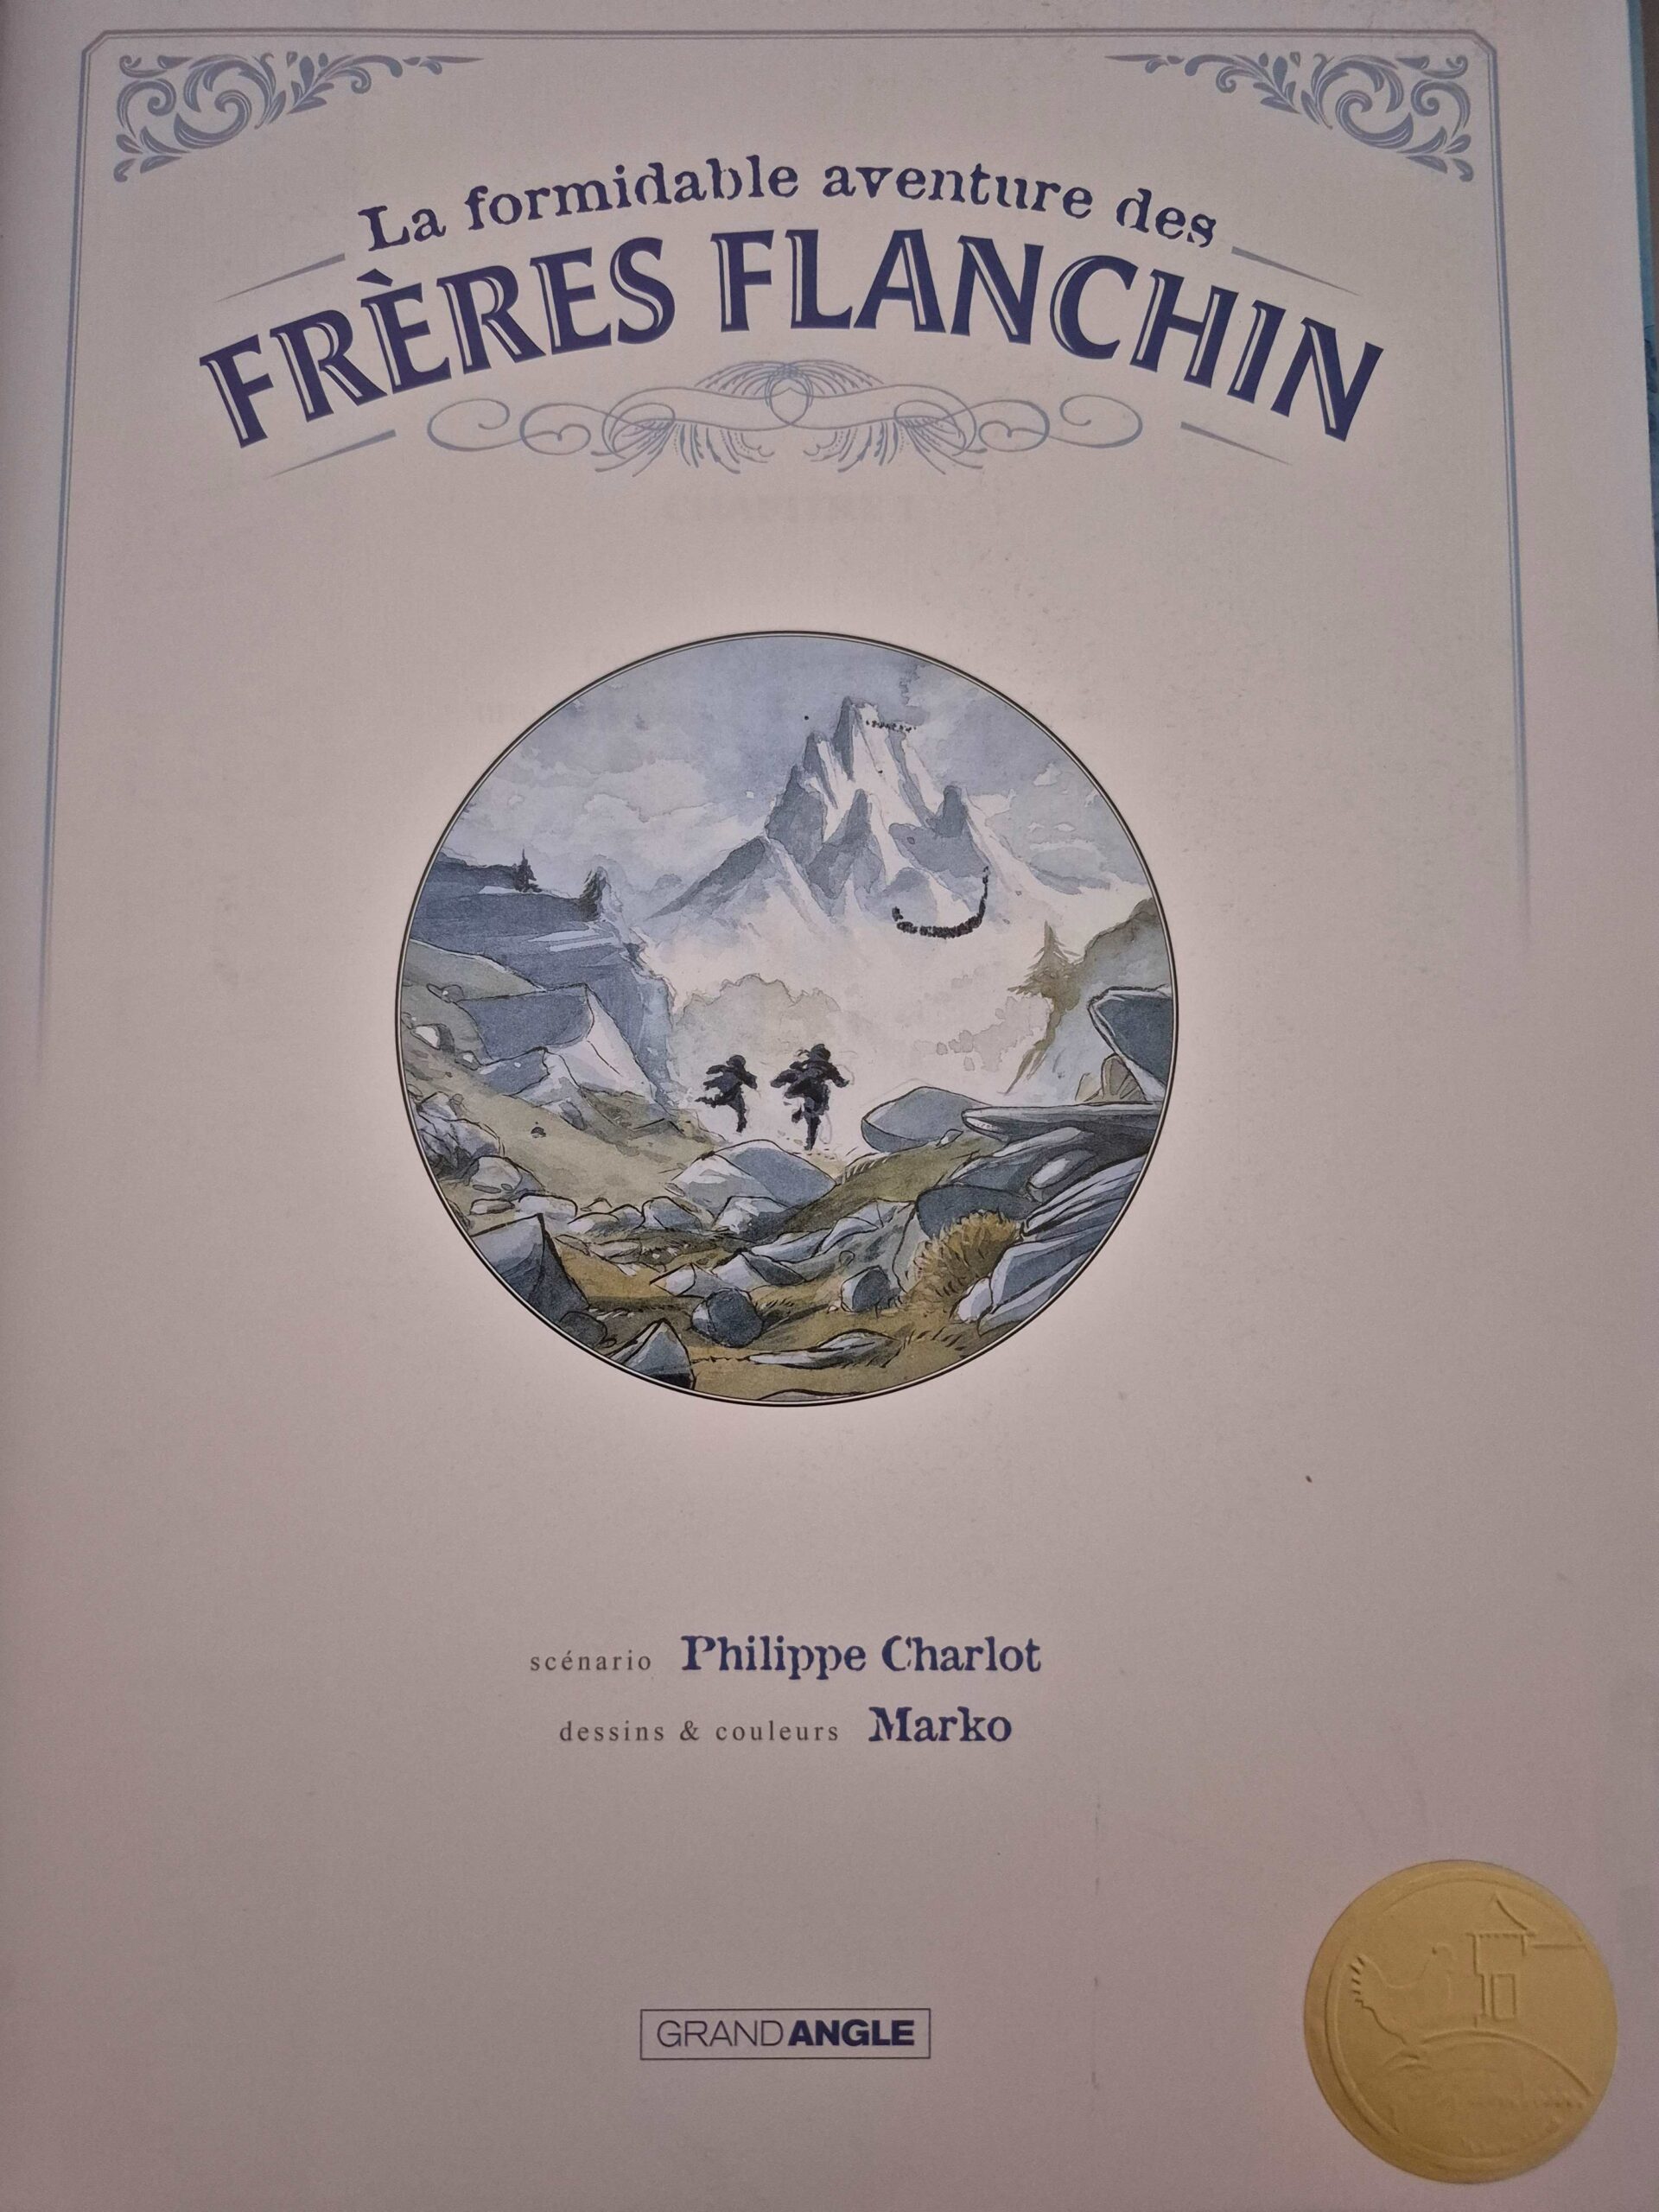 La formidable aventure des
FRÈRES FLANCHIN
scénario Philippe Charlot
dessins & couleurs Marko
GRANDANGLE